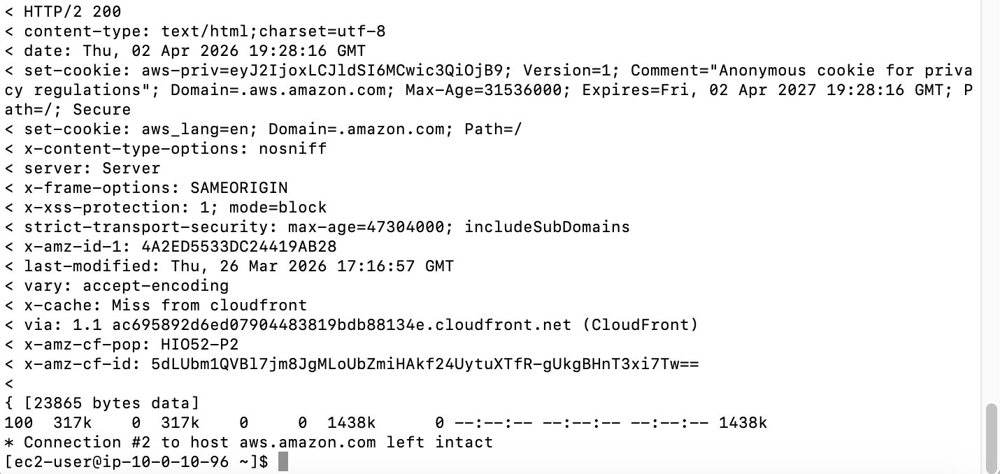 < HTTP/2 200
< content-type: text/html;charset=utf-8
< date: Thu, 02 Apr 2026 19:28:16 GMT
< set-cookie: aws-priv=eyJ2IjoxLCJldSI6MCwic3QiOjB9; Version=1; Comment="Anonymous cookie for priva
cy regulations"; Domain=.aws.amazon.com; Max-Age=31536000; Expires=Fri, 02 Apr 2027 19:28:16 GMT; P
ath=/; Secure
< set-cookie: aws_lang=en; Domain=.amazon.com; Path=/
< x-content-type-options: nosniff
< server: Server
< x-frame-options: SAMEORIGIN
< x-xss-protection: 1; mode=block
< strict-transport-security: max-age=47304000; includeSubDomains
< x-amz-id-1: 4A2ED5533DC24419AB28
< last-modified: Thu, 26 Mar 2026 17:16:57 GMT
< vary: accept-encoding
< x-cache: Miss from cloudfront
< via: 1.1 ac695892d6ed07904483819bdb88134e.cloudfront.net (CloudFront)
< x-amz-cf-pop: HIO52-P2
< x-amz-cf-id: 5dLUbm1QVBl7jm8JgMLoUbZmiHAkf24UytuXTfR-gUkgBHnT3xi7Tw==
<
{ [23865 bytes data]
100  317k    0  317k    0     0  1438k      0 --:--:-- --:--:-- --:--:-- 1438k
* Connection #2 to host aws.amazon.com left intact
[ec2-user@ip-10-0-10-96 ~]$